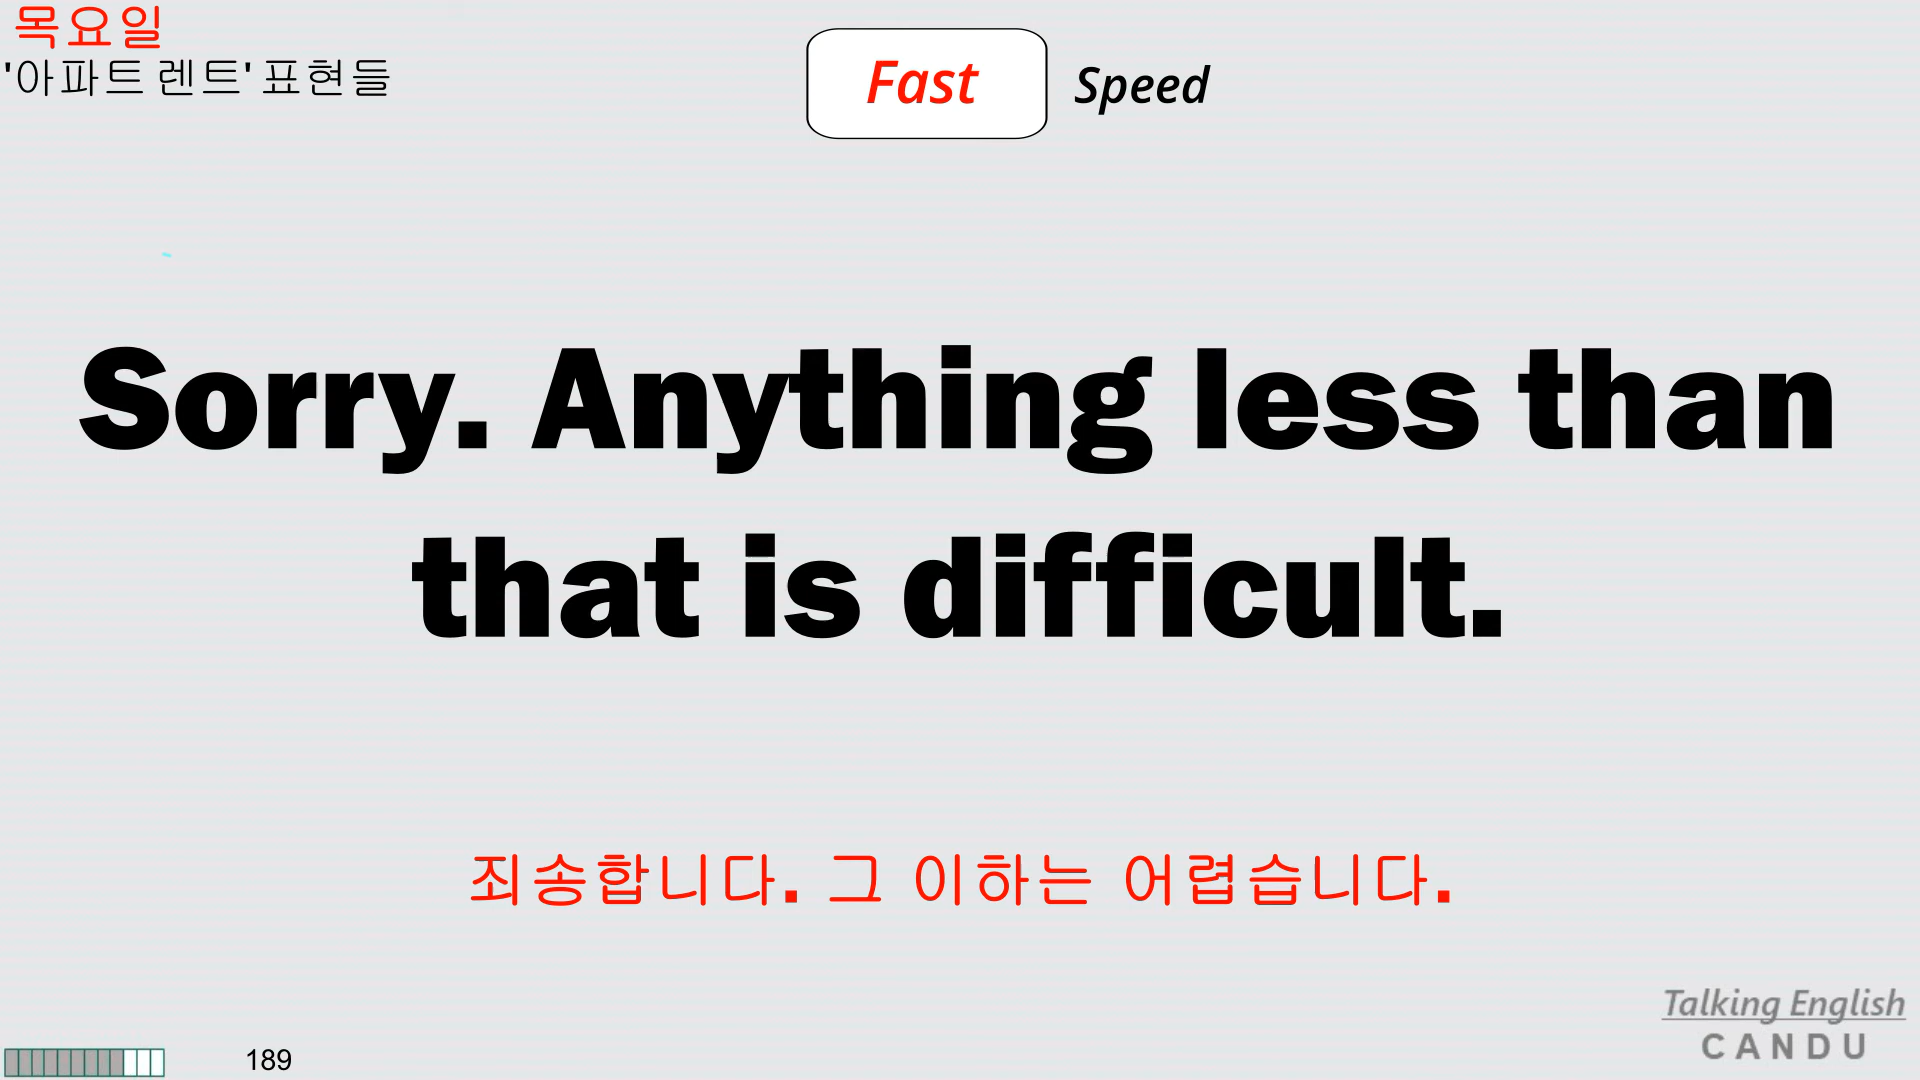 목요일
'아파트 렌트' 표현들
Fast Speed
Sorry. Anything less than
that is difficult.
죄송합니다. 그 이하는 어렵습니다.
Talking English
CANDU
189